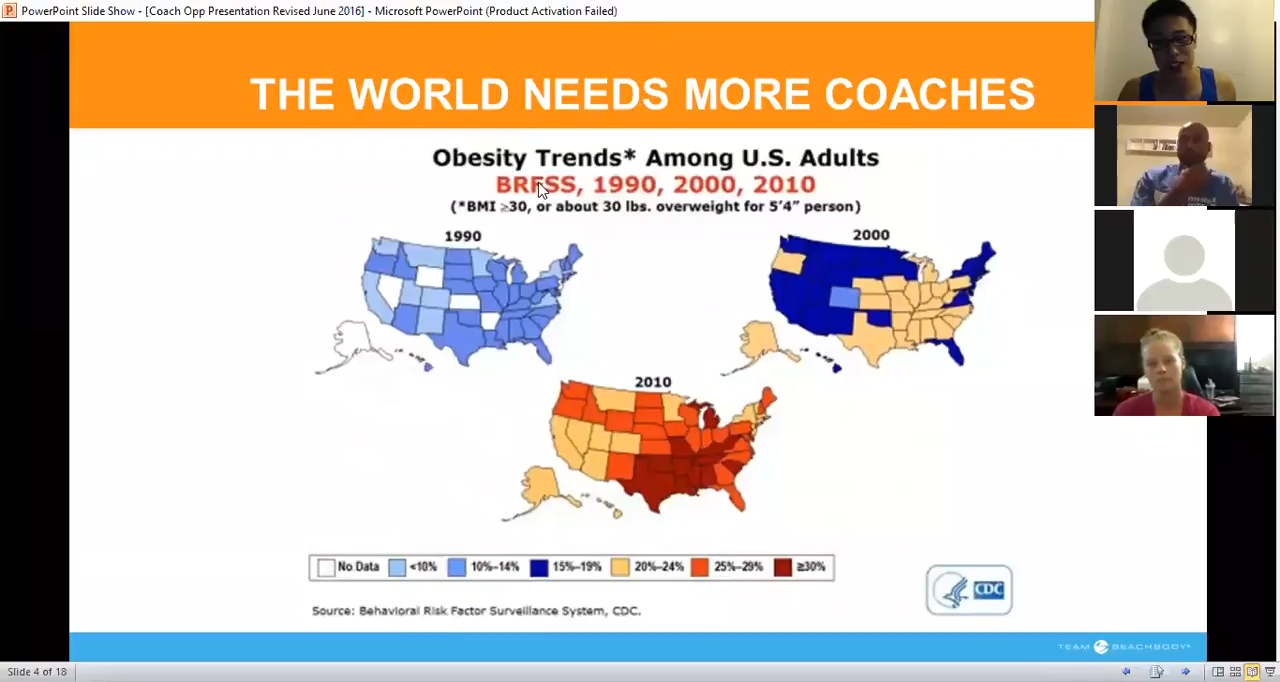 PowerPoint Slide Show - [Coach Opp Presentation Revised June 2016] - Microsoft PowerPoint (Product Activation Failed)
THE WORLD NEEDS MORE COACHES
Obesity Trends* Among U.S. Adults
BRFSS, 1990, 2000, 2010
(*BMI ≥30, or about 30 lbs. overweight for 5’4” person)
1990
2000
2010
No Data <10% 10%–14% 15%–19% 20%–24% 25%–29% ≥30%
CDC
Source: Behavioral Risk Factor Surveillance System, CDC.
TEAM BEACHBODY
Slide 4 of 18